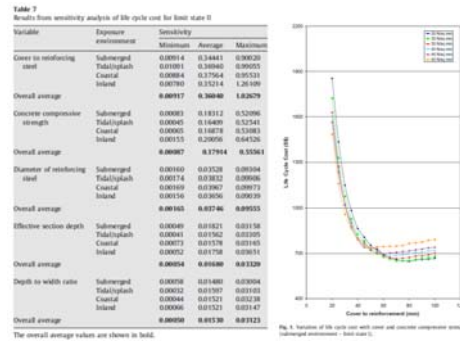 Table 7
Results from sensitivity analysis of life cycle cost for limit state II
Variable Exposure environment Sensitivity
Minimum Average Maximum
Cover to reinforcing steel Submerged 0.00914 0.34441 0.90020
Tidal/splash 0.01091 0.36940 0.99055
Coastal 0.00884 0.37564 0.95531
Inland 0.00780 0.35214 1.26109
Overall average 0.00917 0.36040 1.02679
Concrete compressive strength Submerged 0.00083 0.18312 0.52096
Tidal/splash 0.00045 0.16409 0.52541
Coastal 0.00065 0.16878 0.53083
Inland 0.00155 0.20056 0.64526
Overall average 0.00087 0.17914 0.55561
Diameter of reinforcing steel Submerged 0.00160 0.03528 0.09304
Tidal/splash 0.00174 0.03832 0.09906
Coastal 0.00169 0.03967 0.09973
Inland 0.00156 0.03656 0.09039
Overall average 0.00165 0.03746 0.09555
Effective section depth Submerged 0.00049 0.01821 0.03158
Tidal/splash 0.00041 0.01562 0.03305
Coastal 0.00073 0.01578 0.03165
Inland 0.00052 0.01758 0.03651
Overall average 0.00054 0.01680 0.03320
Depth to width ratio Submerged 0.00058 0.01480 0.03004
Tidal/splash 0.00032 0.01597 0.03103
Coastal 0.00044 0.01521 0.03238
Inland 0.00066 0.01521 0.03147
Overall average 0.00050 0.01530 0.03123
The overall average values are shown in bold.
Life Cycle Cost (R$)
0 20 40 60 80 100
Cover to reinforcement (mm)
Fig. 1. Variation of life cycle cost with cover and concrete compressive
(submerged environment – limit state I).